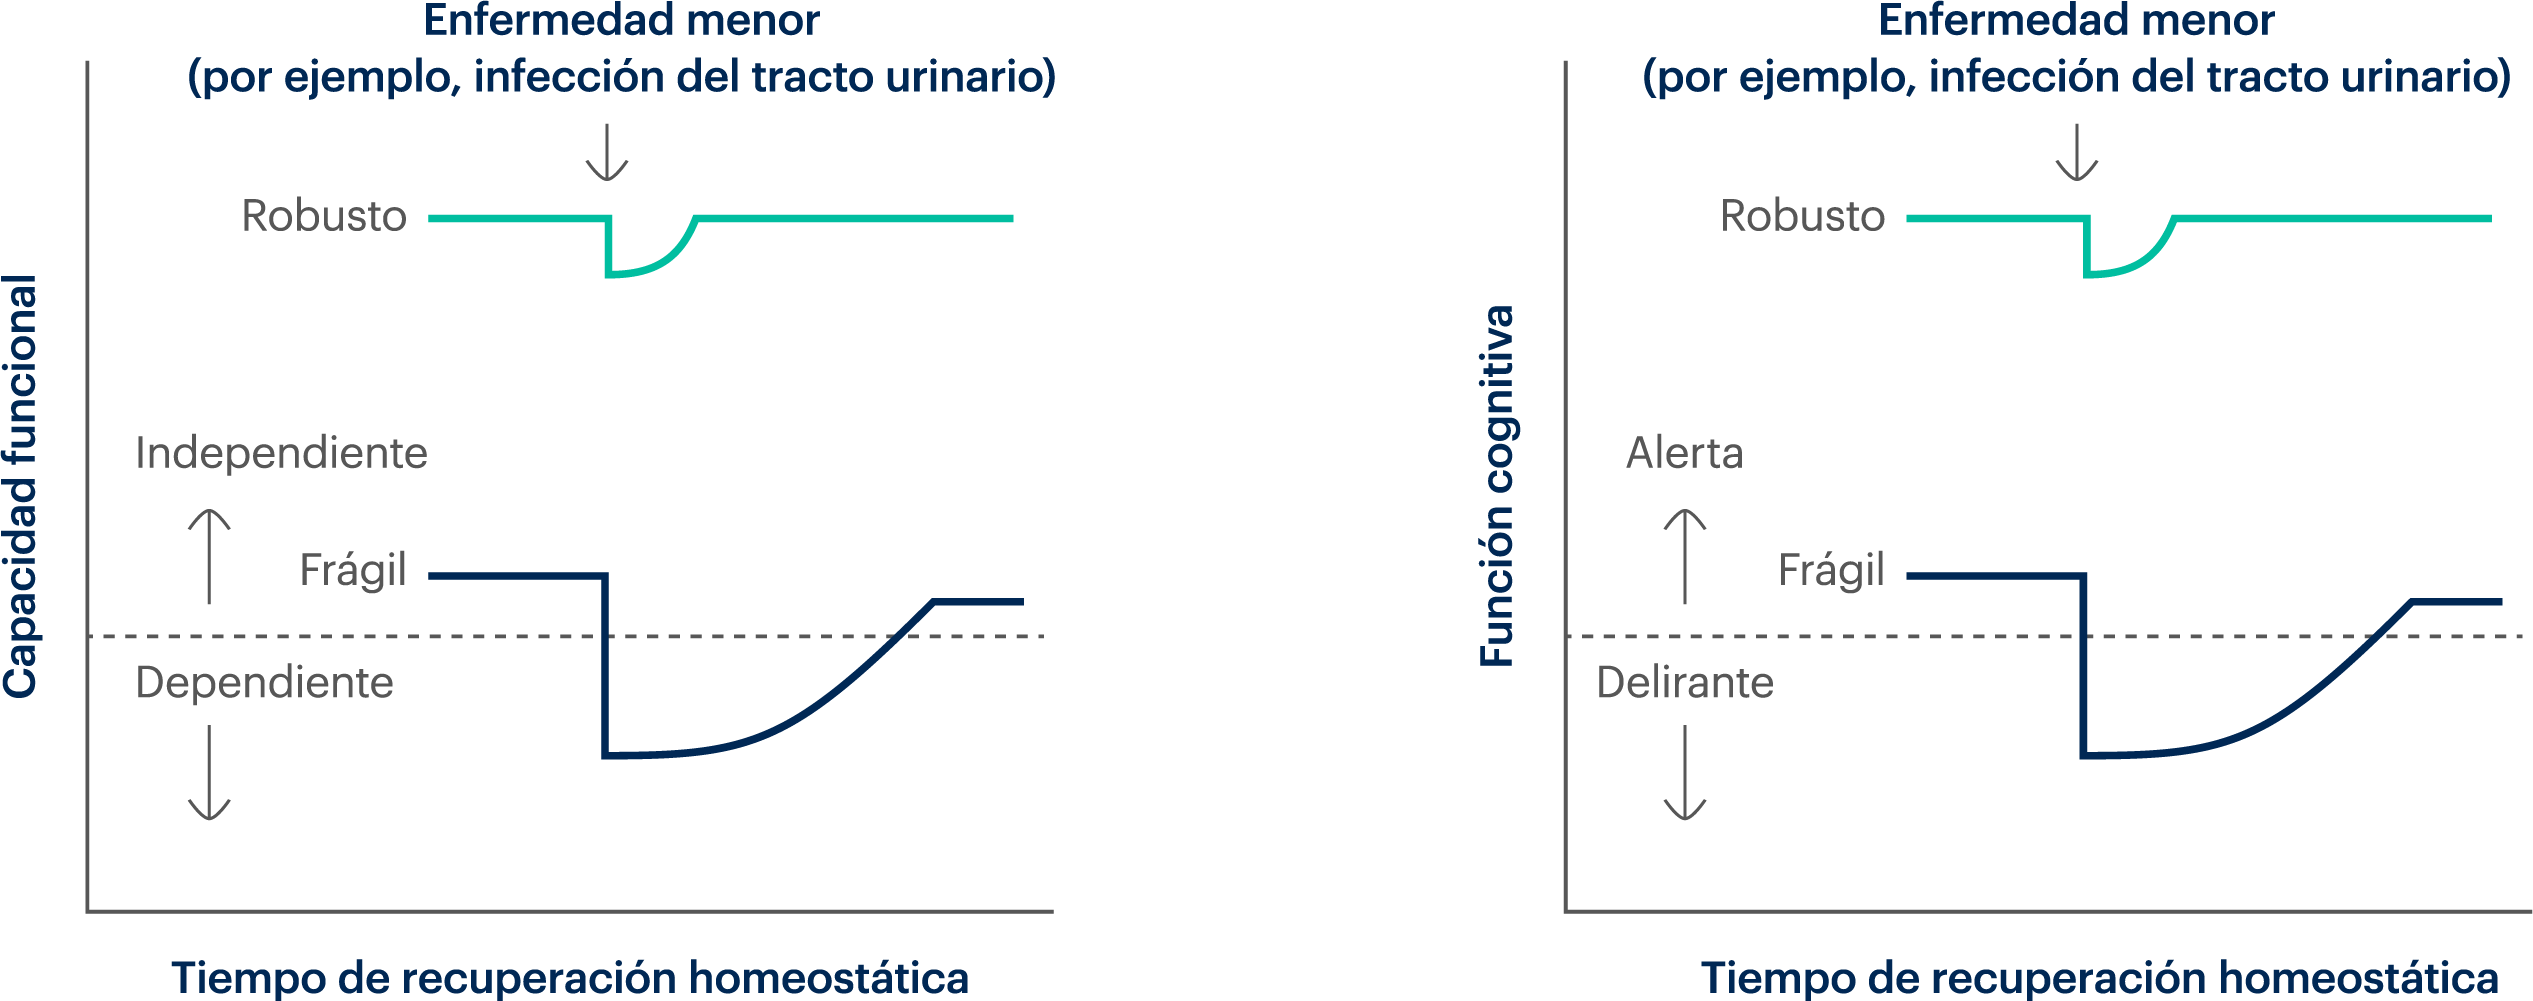 Enfermedad menor
(por ejemplo, infección del tracto urinario)
Robusto
Capacidad funcional
Independiente
Frágil
Dependiente
Tiempo de recuperación homeostática
Enfermedad menor
(por ejemplo, infección del tracto urinario)
Robusto
Función cognitiva
Alerta
Frágil
Delirante
Tiempo de recuperación homeostática